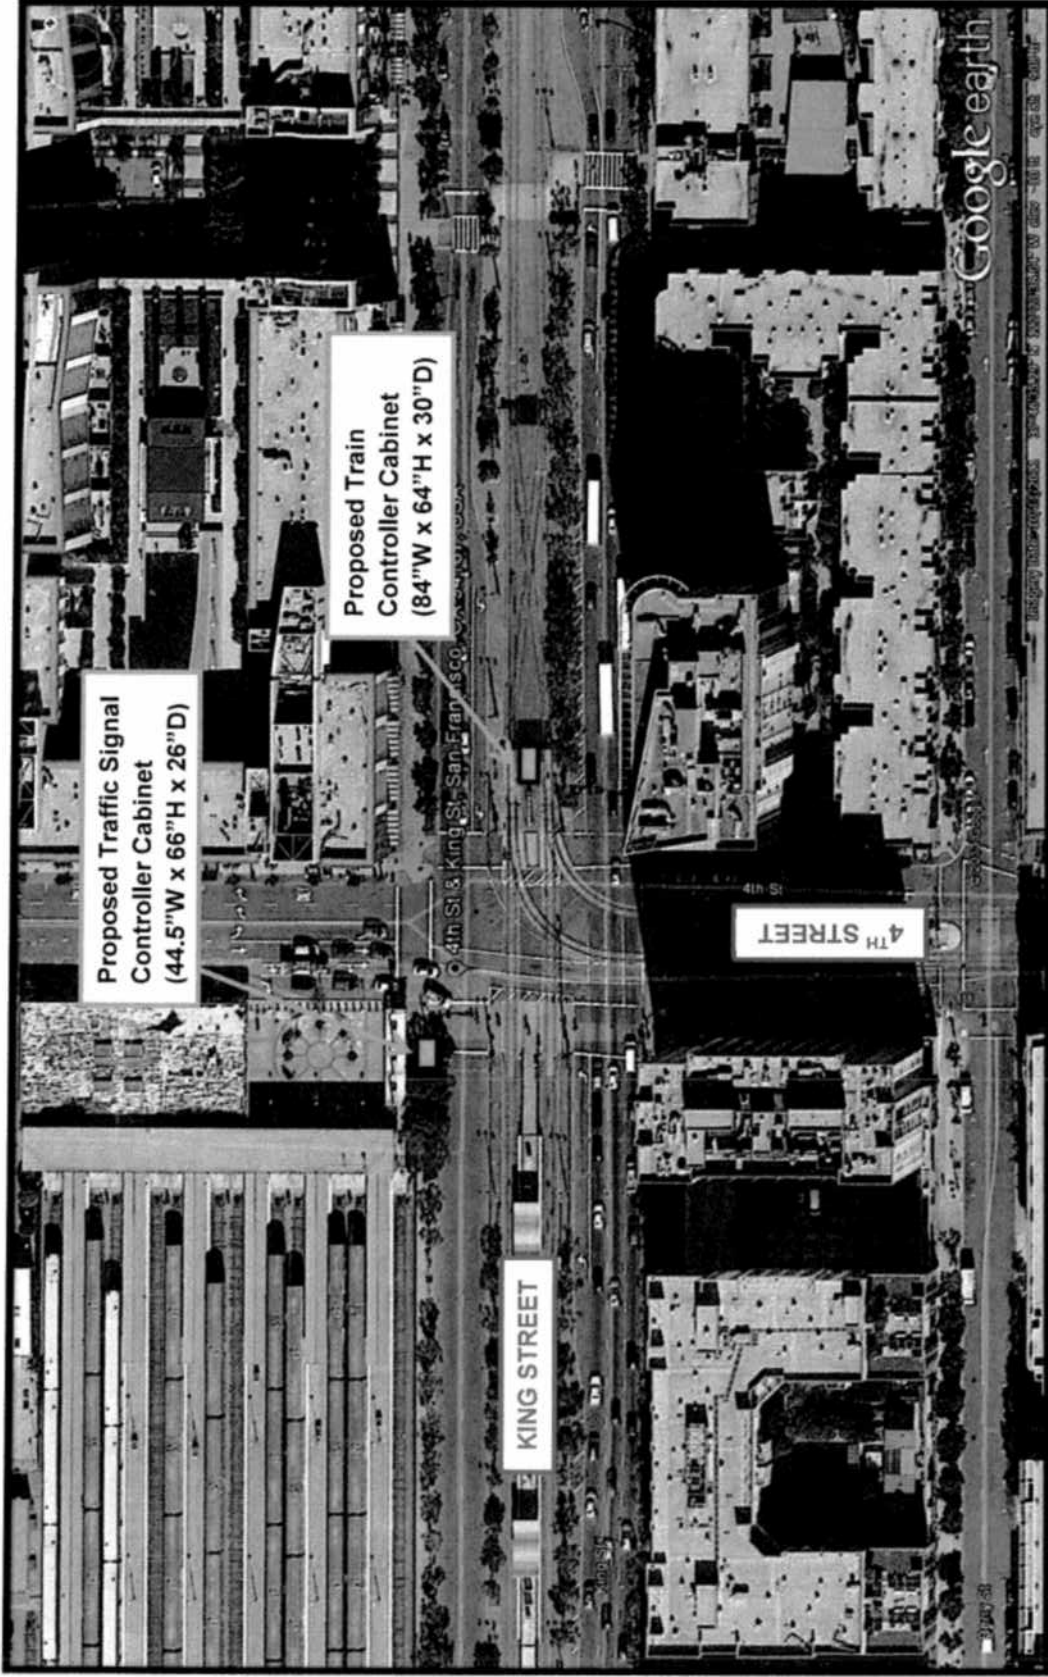 Proposed Traffic Signal
Controller Cabinet
(44.5"W x 66"H x 26"D)
Proposed Train
Controller Cabinet
(84"W x 64"H x 30"D)
4th St & King St, San Francisco
KING STREET
4TH STREET
4th St
Google earth